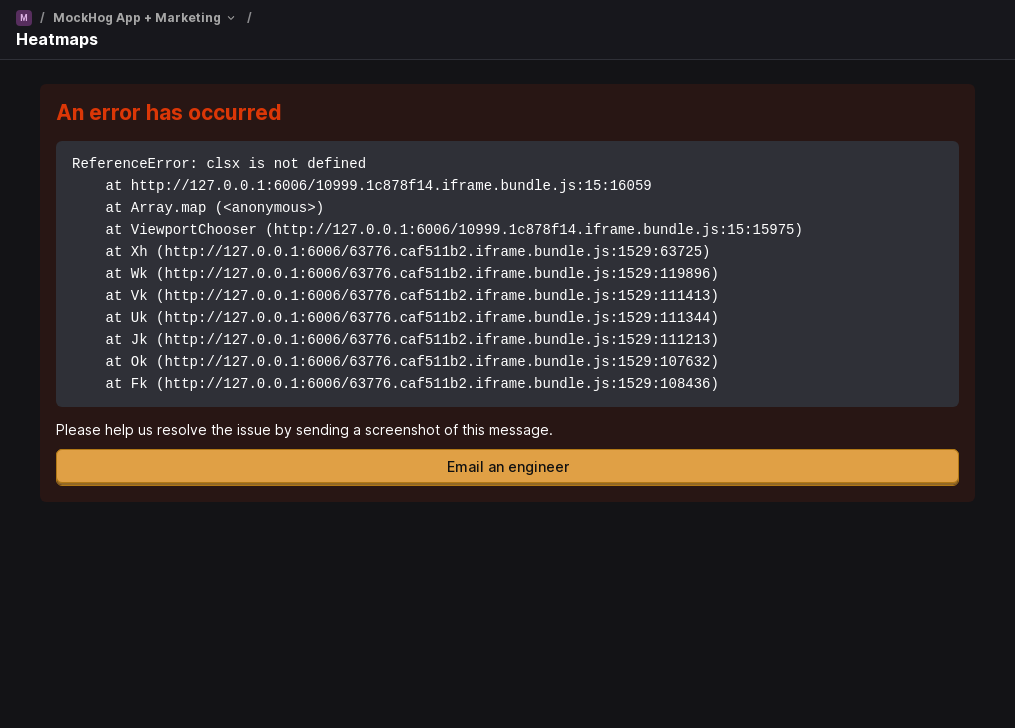 M / MockHog App + Marketing /
Heatmaps
An error has occurred
ReferenceError: clsx is not defined
    at http://127.0.0.1:6006/10999.1c878f14.iframe.bundle.js:15:16059
    at Array.map (<anonymous>)
    at ViewportChooser (http://127.0.0.1:6006/10999.1c878f14.iframe.bundle.js:15:15975)
    at Xh (http://127.0.0.1:6006/63776.caf511b2.iframe.bundle.js:1529:63725)
    at Wk (http://127.0.0.1:6006/63776.caf511b2.iframe.bundle.js:1529:119896)
    at Vk (http://127.0.0.1:6006/63776.caf511b2.iframe.bundle.js:1529:111413)
    at Uk (http://127.0.0.1:6006/63776.caf511b2.iframe.bundle.js:1529:111344)
    at Jk (http://127.0.0.1:6006/63776.caf511b2.iframe.bundle.js:1529:111213)
    at Ok (http://127.0.0.1:6006/63776.caf511b2.iframe.bundle.js:1529:107632)
    at Fk (http://127.0.0.1:6006/63776.caf511b2.iframe.bundle.js:1529:108436)
Please help us resolve the issue by sending a screenshot of this message.
Email an engineer